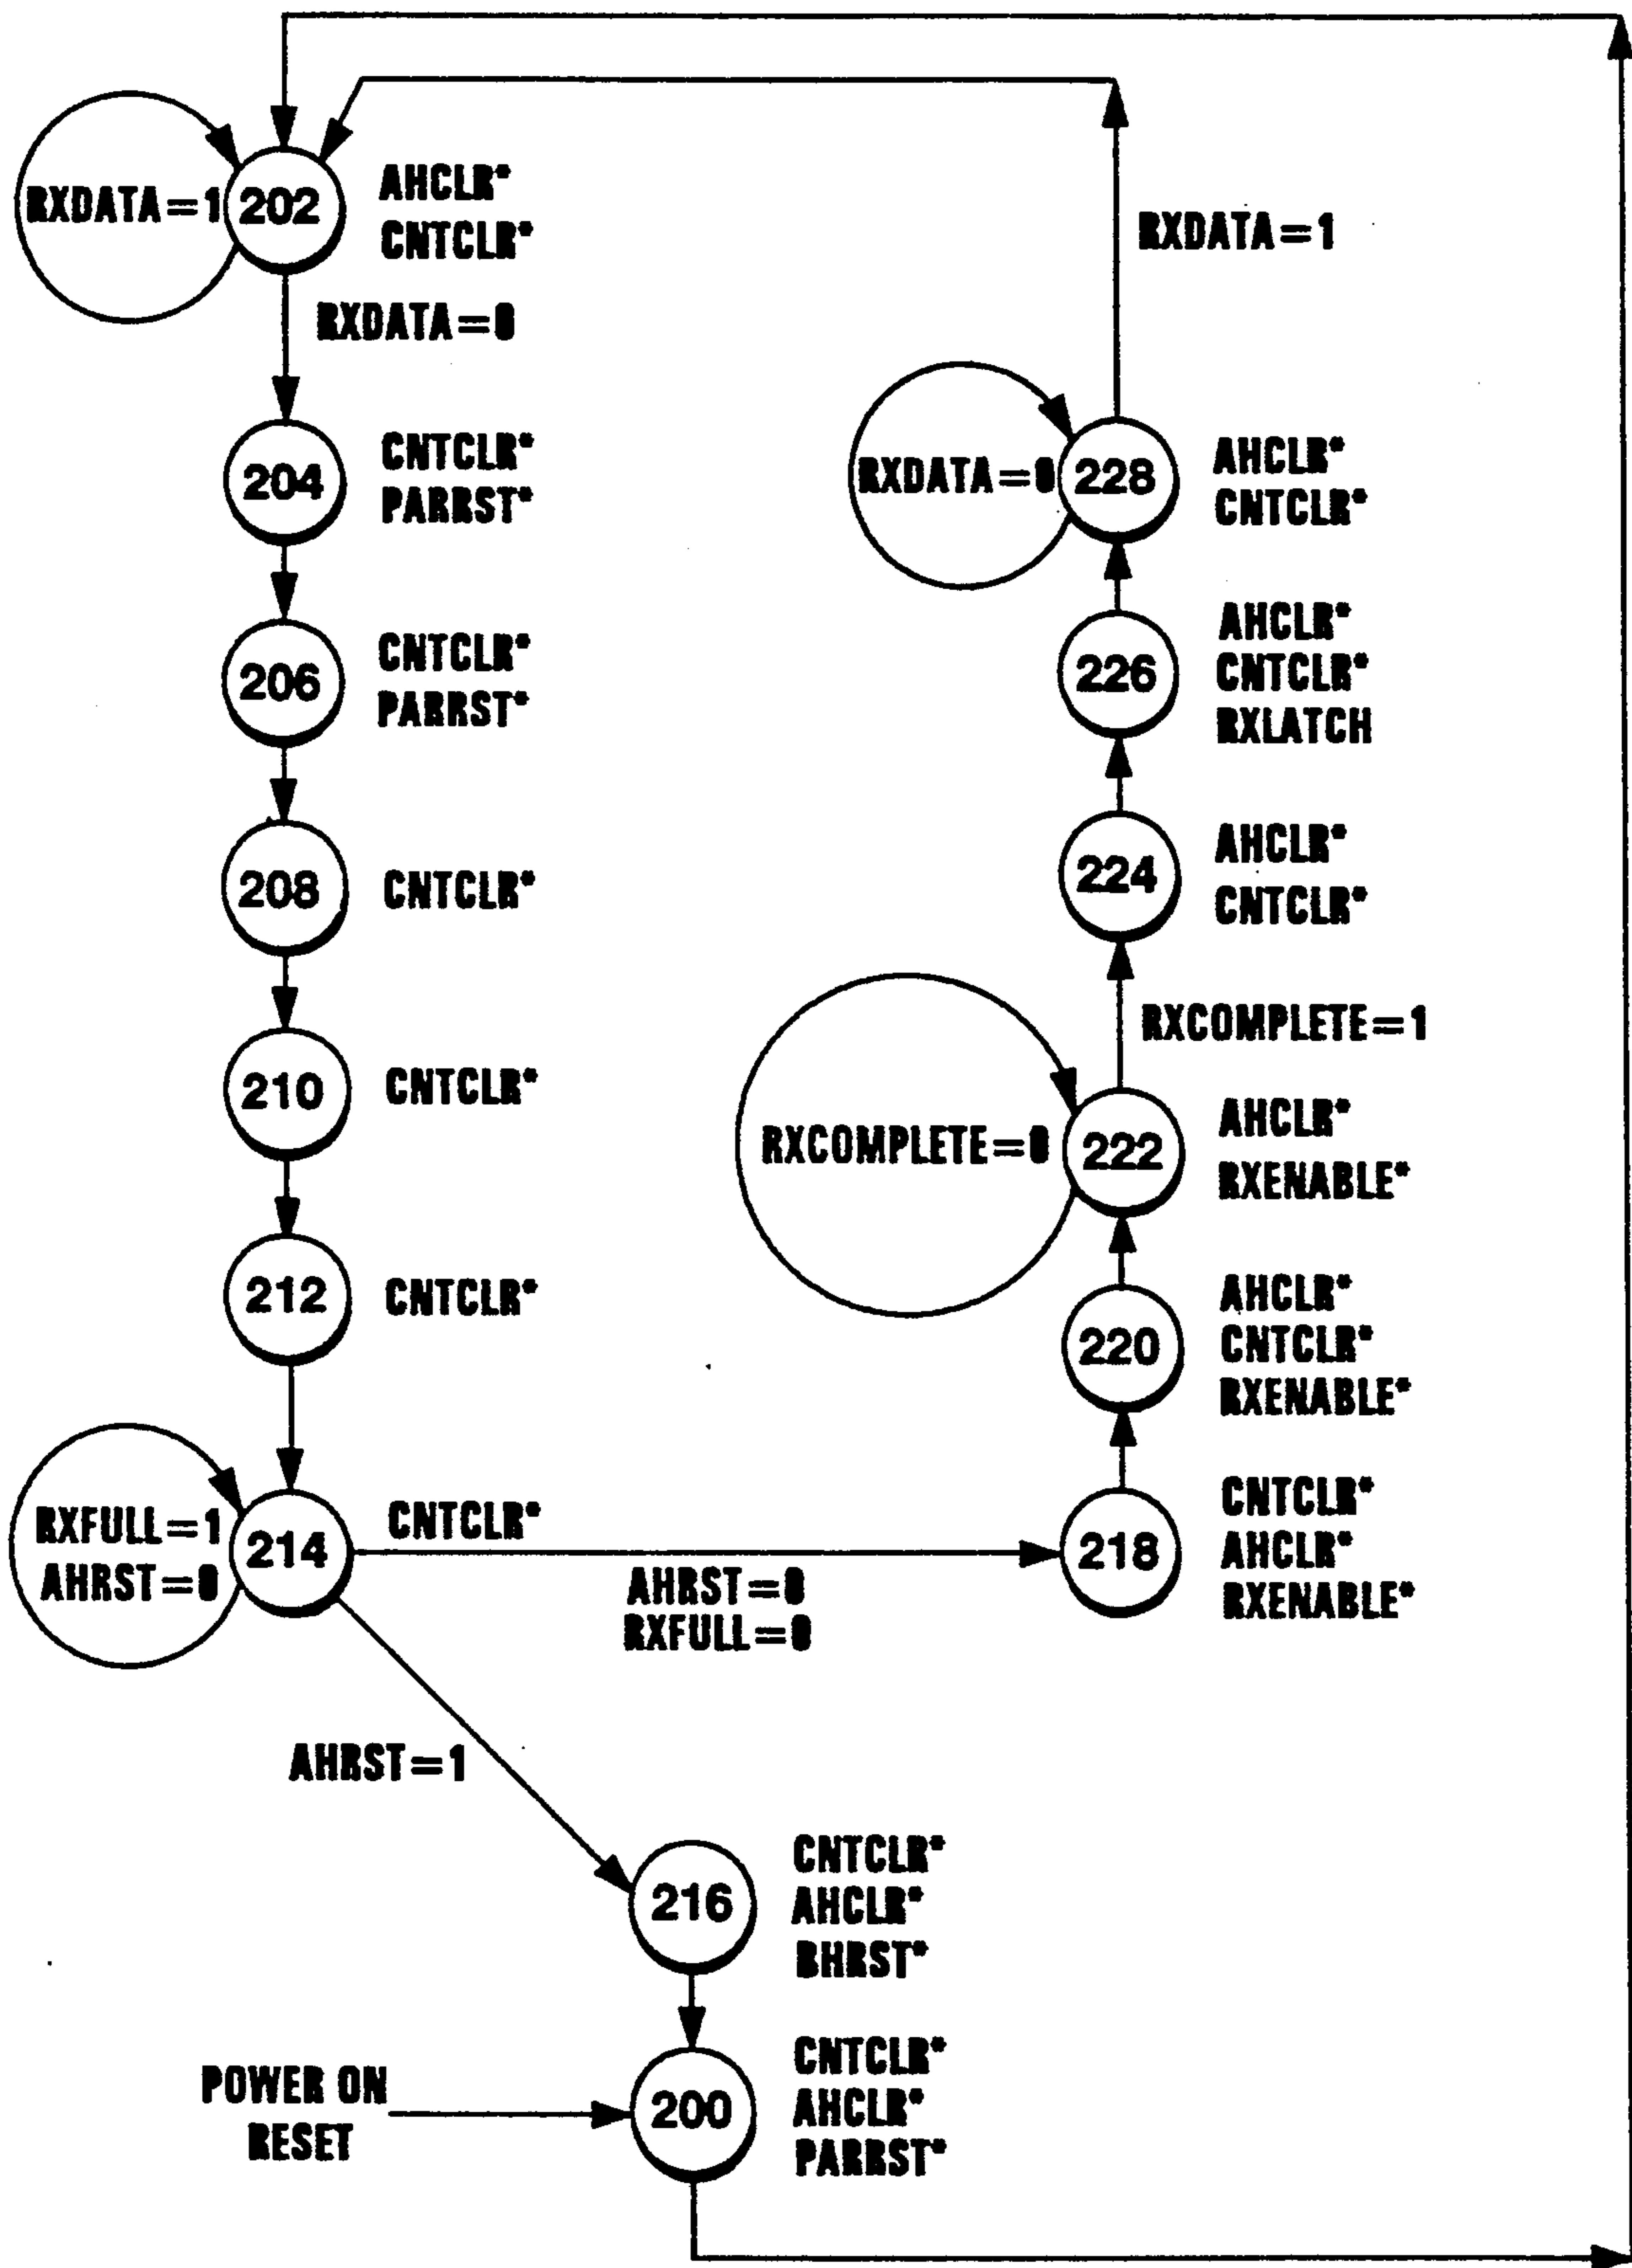 RXDATA=1
202
AHCLR*
CNTCLR*
RXDATA=0
204
CNTCLR*
PARRST*
206
CNTCLR*
PARRST*
208
CNTCLR*
210
CNTCLR*
212
CNTCLR*
RXFULL=1
AHRST=0
214
CNTCLR*
AHRST=0
RXFULL=0
AHRST=1
216
CNTCLR*
AHCLR*
BHRST*
POWER ON
RESET
200
CNTCLR*
AHCLR*
PARRST*
RXDATA=1
RXDATA=0
228
AHCLR*
CNTCLR*
226
AHCLR*
CNTCLR*
RXLATCH
224
AHCLR*
CNTCLR*
RXCOMPLETE=1
RXCOMPLETE=0
222
AHCLR*
RXENABLE*
220
AHCLR*
CNTCLR*
RXENABLE*
218
CNTCLR*
AHCLR*
RXENABLE*